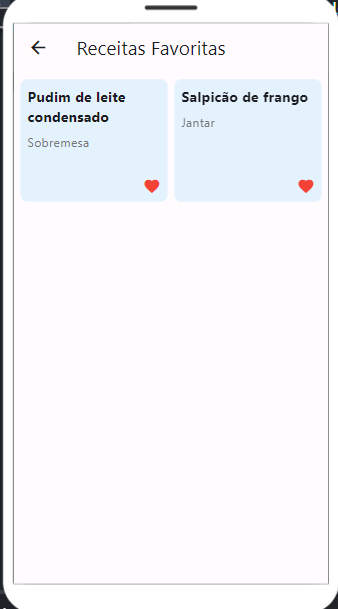 Receitas Favoritas
Pudim de leite
condensado
Sobremesa
Salpicão de frango
Jantar